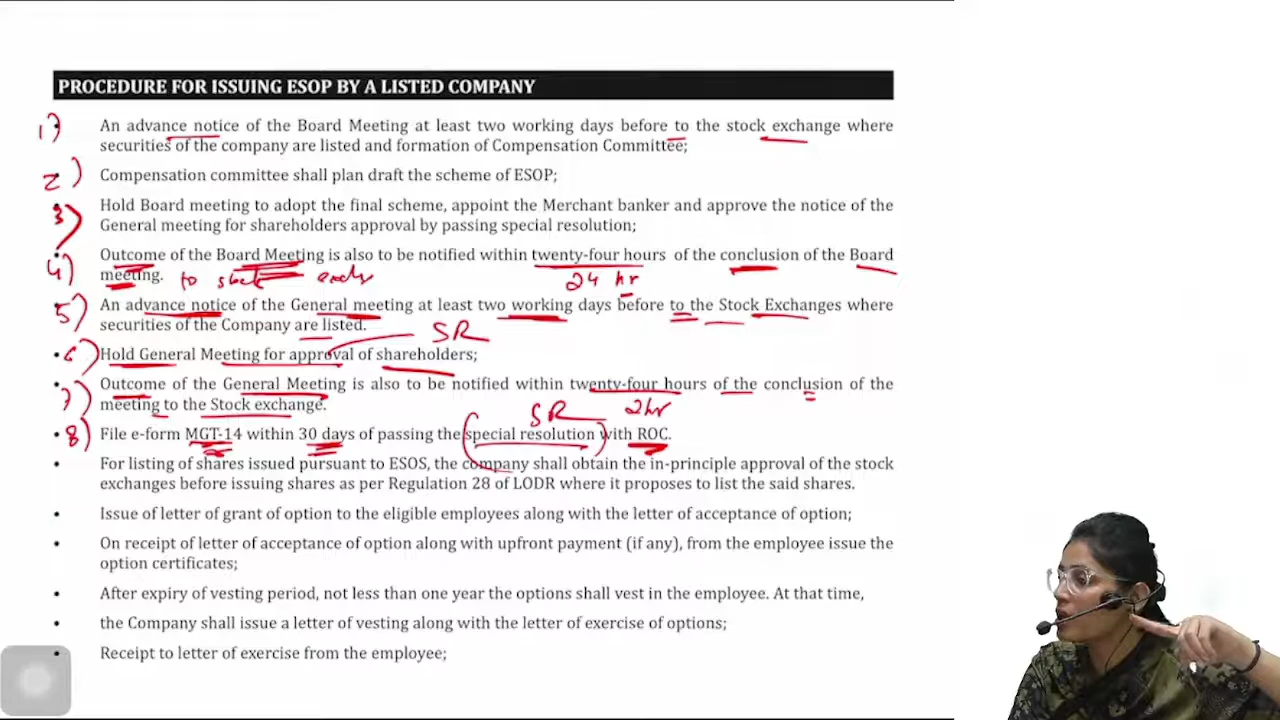 PROCEDURE FOR ISSUING ESOP BY A LISTED COMPANY
1) An advance notice of the Board Meeting at least two working days before to the stock exchange where
securities of the company are listed and formation of Compensation Committee;
2) Compensation committee shall plan draft the scheme of ESOP;
3) Hold Board meeting to adopt the final scheme, appoint the Merchant banker and approve the notice of the
General meeting for shareholders approval by passing special resolution;
4) Outcome of the Board Meeting is also to be notified within twenty-four hours of the conclusion of the Board
meeting. to stock 24 hr
5) An advance notice of the General meeting at least two working days before to the Stock Exchanges where
securities of the Company are listed.
SR
6) Hold General Meeting for approval of shareholders;
7) Outcome of the General Meeting is also to be notified within twenty-four hours of the conclusion of the
meeting to the Stock exchange.
SR 2hr
• 8) File e-form MGT-14 within 30 days of passing the special resolution with ROC.
• For listing of shares issued pursuant to ESOS, the company shall obtain the in-principle approval of the stock
exchanges before issuing shares as per Regulation 28 of LODR where it proposes to list the said shares.
• Issue of letter of grant of option to the eligible employees along with the letter of acceptance of option;
• On receipt of letter of acceptance of option along with upfront payment (if any), from the employee issue the
option certificates;
• After expiry of vesting period, not less than one year the options shall vest in the employee. At that time,
• the Company shall issue a letter of vesting along with the letter of exercise of options;
• Receipt to letter of exercise from the employee;